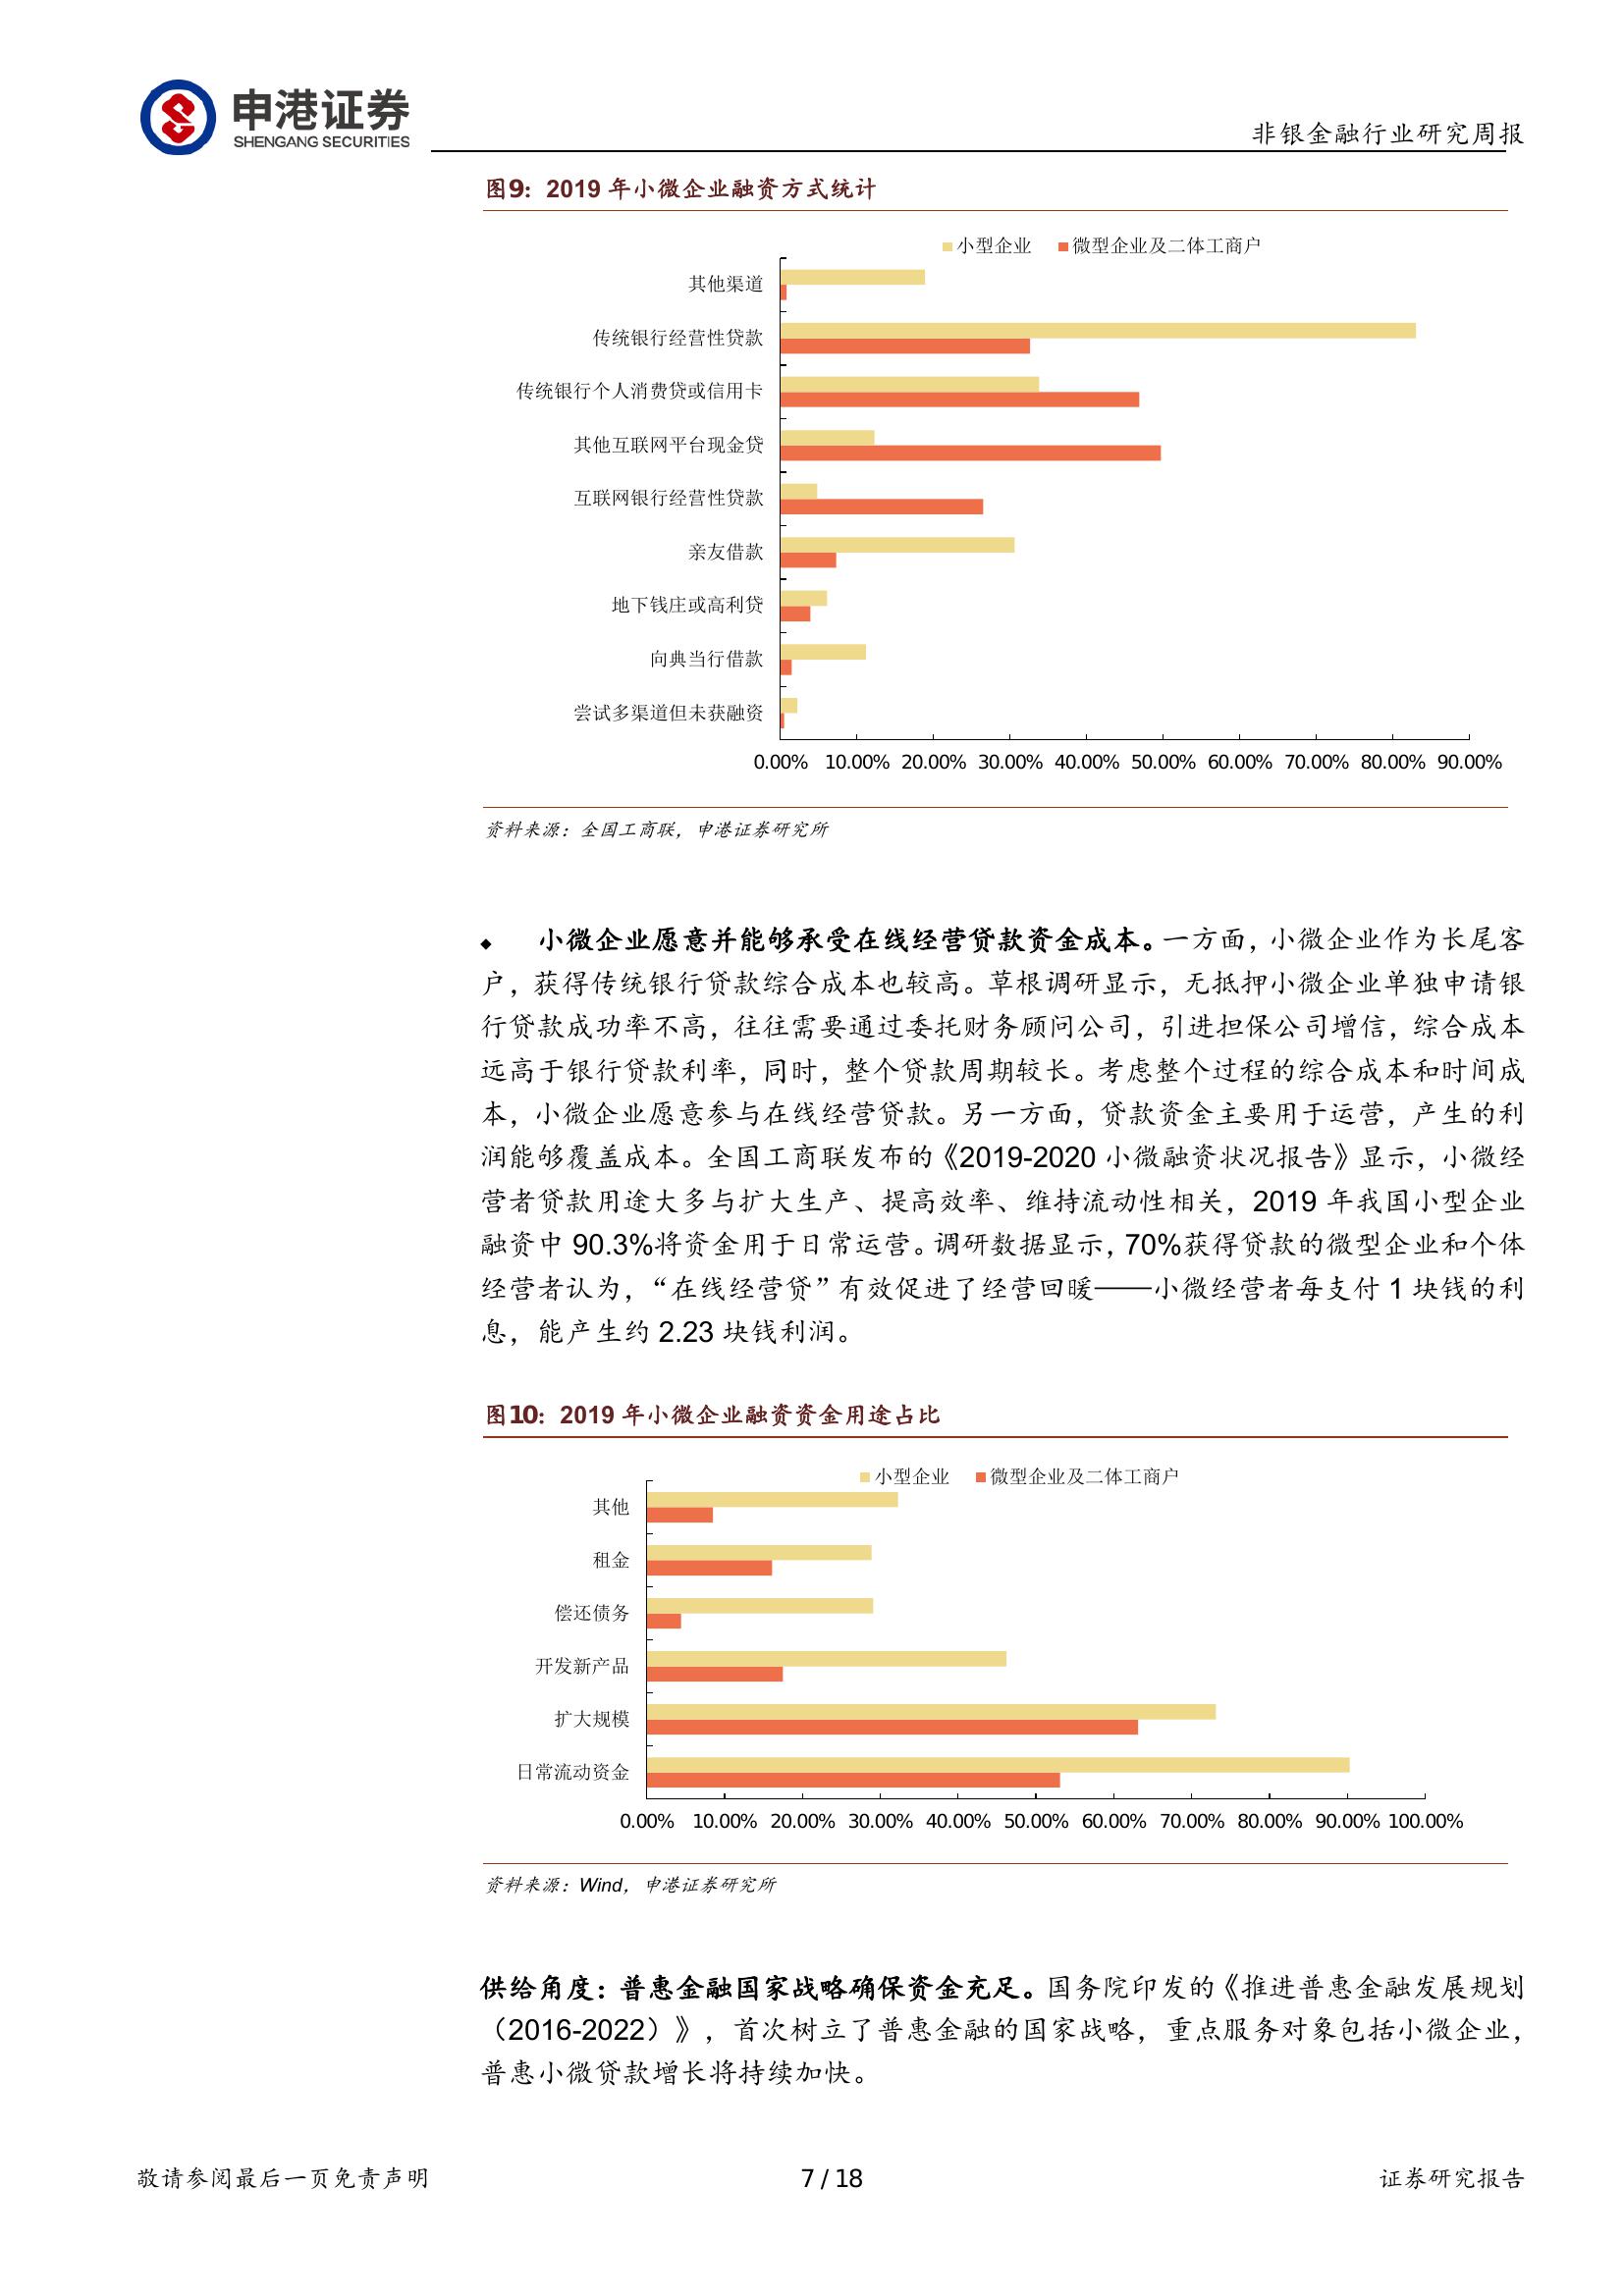 申港证券
SHENGANG SECURITIES
非银金融行业研究周报
图9：2019 年小微企业融资方式统计
小型企业 微型企业及二体工商户
其他渠道
传统银行经营性贷款
传统银行个人消费贷或信用卡
其他互联网平台现金贷
互联网银行经营性贷款
亲友借款
地下钱庄或高利贷
向典当行借款
尝试多渠道但未获融资
0.00% 10.00% 20.00% 30.00% 40.00% 50.00% 60.00% 70.00% 80.00% 90.00%
资料来源：全国工商联，申港证券研究所
◆ 小微企业愿意并能够承受在线经营贷款资金成本。一方面，小微企业作为长尾客
户，获得传统银行贷款综合成本也较高。草根调研显示，无抵押小微企业单独申请银
行贷款成功率不高，往往需要通过委托财务顾问公司，引进担保公司增信，综合成本
远高于银行贷款利率，同时，整个贷款周期较长。考虑整个过程的综合成本和时间成
本，小微企业愿意参与在线经营贷款。另一方面，贷款资金主要用于运营，产生的利
润能够覆盖成本。全国工商联发布的《2019-2020 小微融资状况报告》显示，小微经
营者贷款用途大多与扩大生产、提高效率、维持流动性相关，2019 年我国小型企业
融资中 90.3%将资金用于日常运营。调研数据显示，70%获得贷款的微型企业和个体
经营者认为，“在线经营贷”有效促进了经营回暖——小微经营者每支付 1 块钱的利
息，能产生约 2.23 块钱利润。
图10：2019 年小微企业融资资金用途占比
小型企业 微型企业及二体工商户
其他
租金
偿还债务
开发新产品
扩大规模
日常流动资金
0.00% 10.00% 20.00% 30.00% 40.00% 50.00% 60.00% 70.00% 80.00% 90.00% 100.00%
资料来源：Wind，申港证券研究所
供给角度：普惠金融国家战略确保资金充足。国务院印发的《推进普惠金融发展规划
（2016-2022）》，首次树立了普惠金融的国家战略，重点服务对象包括小微企业，
普惠小微贷款增长将持续加快。
敬请参阅最后一页免责声明 7 / 18 证券研究报告